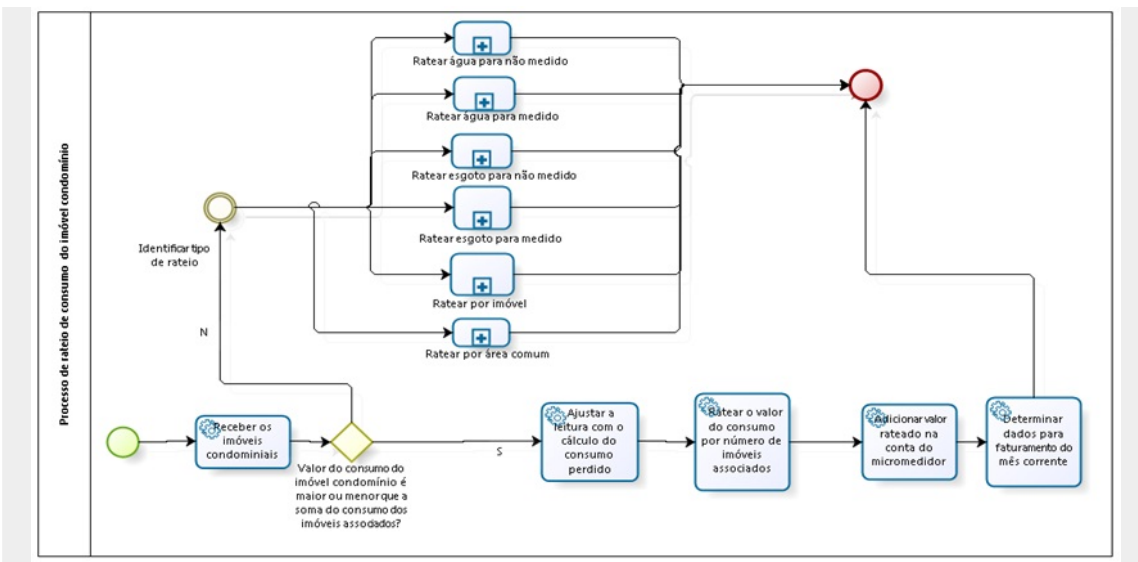 Processo de rateio de consumo do imóvel condomínio
Ratear água para não medido
Ratear água para medido
Ratear esgoto para não medido
Ratear esgoto para medido
Ratear por imóvel
Ratear por área comum
Identificar tipo
de rateio
N
Receber os
imóveis
condominiais
Valor do consumo do
imóvel condomínio é
maior ou menor que a
soma do consumo dos
imóveis associados?
S
Ajustar a
leitura com o
cálculo do
consumo
perdido
Ratear o valor
do consumo
por número de
imóveis
associados
Adicionar valor
rateado na
conta do
micromedidor
Determinar
dados para
faturamento do
mês corrente